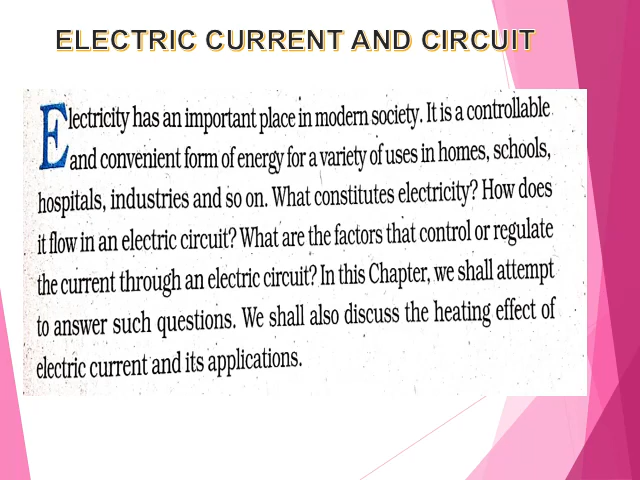 ELECTRIC CURRENT AND CIRCUIT
Electricity has an important place in modern society. It is a controllable
and convenient form of energy for a variety of uses in homes, schools,
hospitals, industries and so on. What constitutes electricity? How does
it flow in an electric circuit? What are the factors that control or regulate
the current through an electric circuit? In this Chapter, we shall attempt
to answer such questions. We shall also discuss the heating effect of
electric current and its applications.